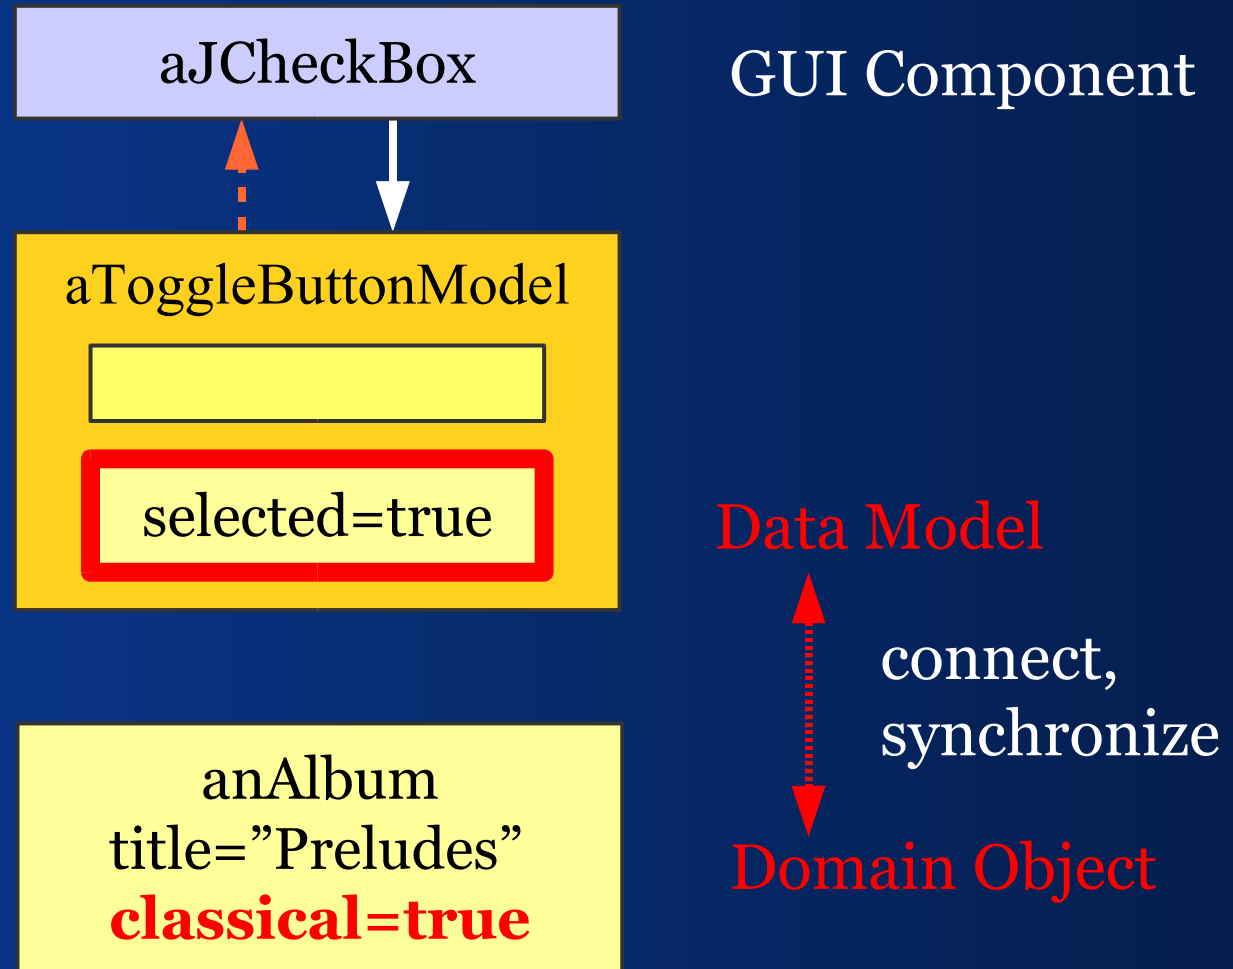 aJCheckBox
GUI Component
aToggleButtonModel
selected=true
Data Model
connect,
synchronize
anAlbum
title=”Preludes”
classical=true
Domain Object